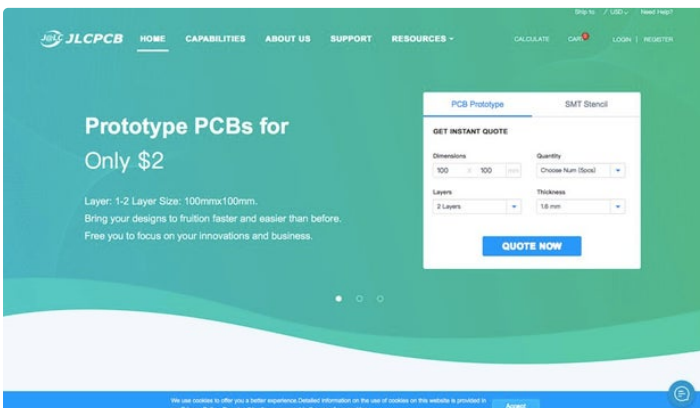 Ship to / USD Need Help?
JLC JLCPCB HOME CAPABILITIES ABOUT US SUPPORT RESOURCES CALCULATE CART 0 LOGIN | REGISTER
PCB Prototype SMT Stencil
GET INSTANT QUOTE
Prototype PCBs for
Only $2
Dimensions Quantity
100 X 100 mm Choose Num (5pcs)
Layers Thickness
2 Layers 1.6 mm
Layer: 1-2 Layer Size: 100mmx100mm.
Bring your designs to fruition faster and easier than before.
Free you to focus on your innovations and business.
QUOTE NOW
We use cookies to offer you a better experience.Detailed information on the use of cookies on this website is provided in
Accept